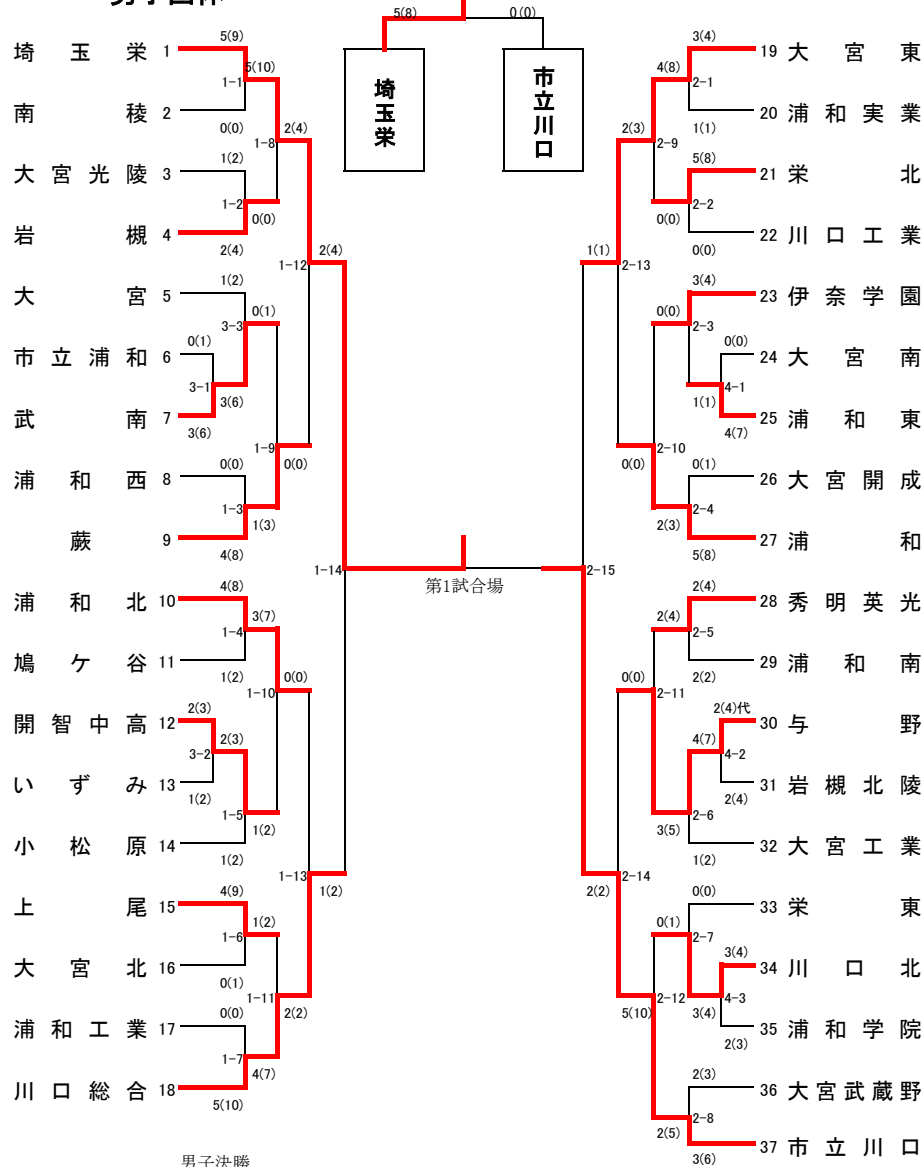 5(8) 0(0)
埼玉栄
市立川口
埼玉栄 1 5(9)
5(10)
1-1
南稜 2
0(0)
1-8
2(4)
大宮光陵 3 1(2)
1-2
岩槻 4
0(0)
2(4)
1-12
2(4)
大宮 5 1(2)
3-3
0(1)
市立浦和 6 0(1)
3-1
武南 7 3(6)
3(6)
1-9
0(0)
浦和西 8 0(0)
1-3
1(3)
蕨 9
4(8)
1-14
第1試合場
浦和北 10 4(8)
3(7)
1-4
鳩ケ谷 11
1(2)
1-10
0(0)
開智中高 12 2(3)
2(3)
3-2
いずみ 13
1(2)
1-5
1(2)
小松原 14
1(2)
1-13
1(2)
上尾 15 4(9)
1(2)
1-6
大宮北 16
0(1)
1-11
2(2)
浦和工業 17 0(0)
1-7
4(7)
川口総合 18
5(10)
3(4) 19 大宮東
4(8)
2-1
20 浦和実業
1(1)
2(3)
2-9
5(8) 21 栄北
2-2
0(0)
22 川口工業
0(0)
1(1)
2-13
3(4) 23 伊奈学園
0(0)
2-3
0(0) 24 大宮南
4-1
1(1)
25 浦和東
4(7)
2-10
0(0)
0(1) 26 大宮開成
2-4
2(3)
27 浦和
5(8)
2-15
2(4) 28 秀明英光
2(4)
2-5
29 浦和南
2(2)
0(0)
2-11
2(4)代 30 与野
4(7)
4-2
31 岩槻北陵
2(4)
2-6
3(5)
32 大宮工業
1(2)
2-14
2(2)
0(0) 33 栄東
0(1)
2-7
3(4) 34 川口北
4-3
3(4)
35 浦和学院
2(3)
2-12
5(10)
2(3) 36 大宮武蔵野
2-8
2(5)
37 市立川口
3(6)